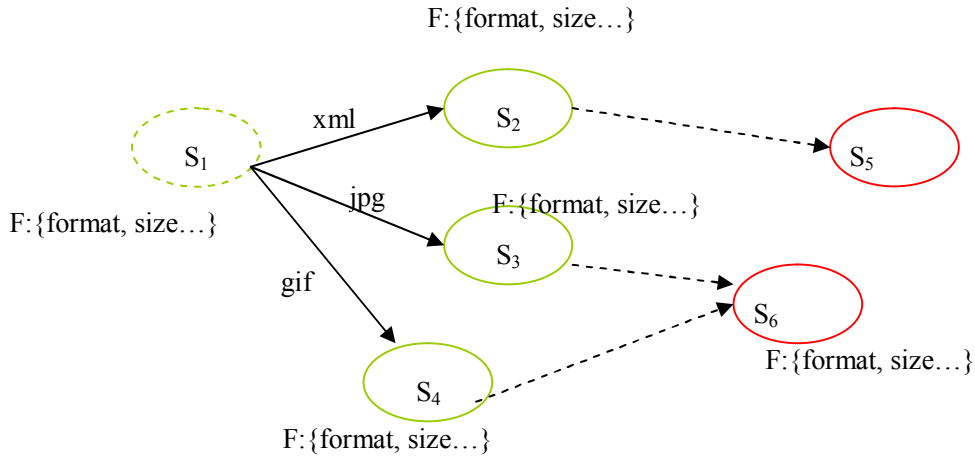 F:{format, size…}
xml
S₂
S₁
S₅
jpg
F:{format, size…}
F:{format, size…}
S₃
gif
S₆
F:{format, size…}
S₄
F:{format, size…}